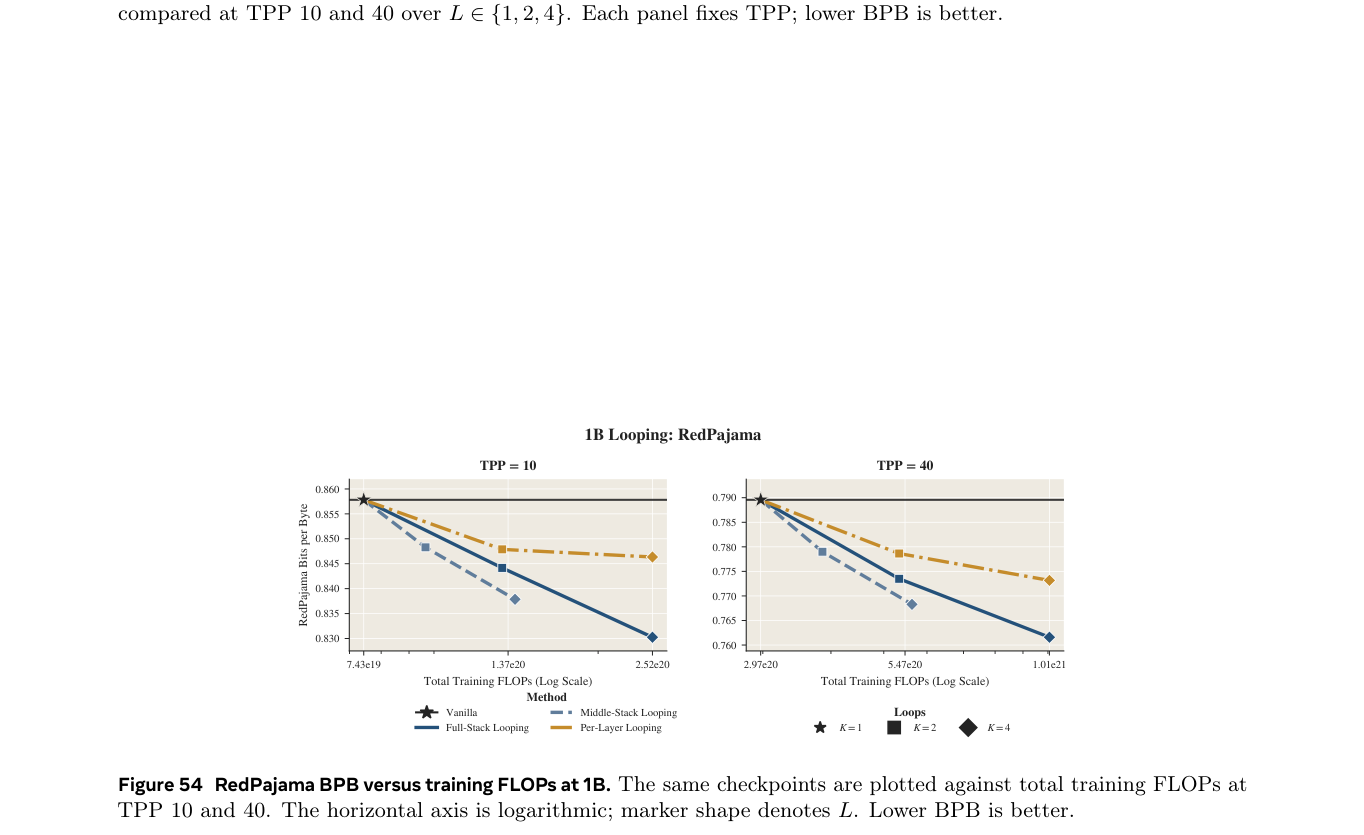 compared at TPP 10 and 40 over L ∈ {1, 2, 4}. Each panel fixes TPP; lower BPB is better.
1B Looping: RedPajama
TPP = 10
TPP = 40
RedPajama Bits per Byte
0.860
0.855
0.850
0.845
0.840
0.835
0.830
7.43e19
1.37e20
2.52e20
Total Training FLOPs (Log Scale)
0.790
0.785
0.780
0.775
0.770
0.765
0.760
2.97e20
5.47e20
1.01e21
Total Training FLOPs (Log Scale)
Method
Vanilla
Middle-Stack Looping
Full-Stack Looping
Per-Layer Looping
Loops
K = 1
K = 2
K = 4
Figure 54 RedPajama BPB versus training FLOPs at 1B. The same checkpoints are plotted against total training FLOPs at
TPP 10 and 40. The horizontal axis is logarithmic; marker shape denotes L. Lower BPB is better.